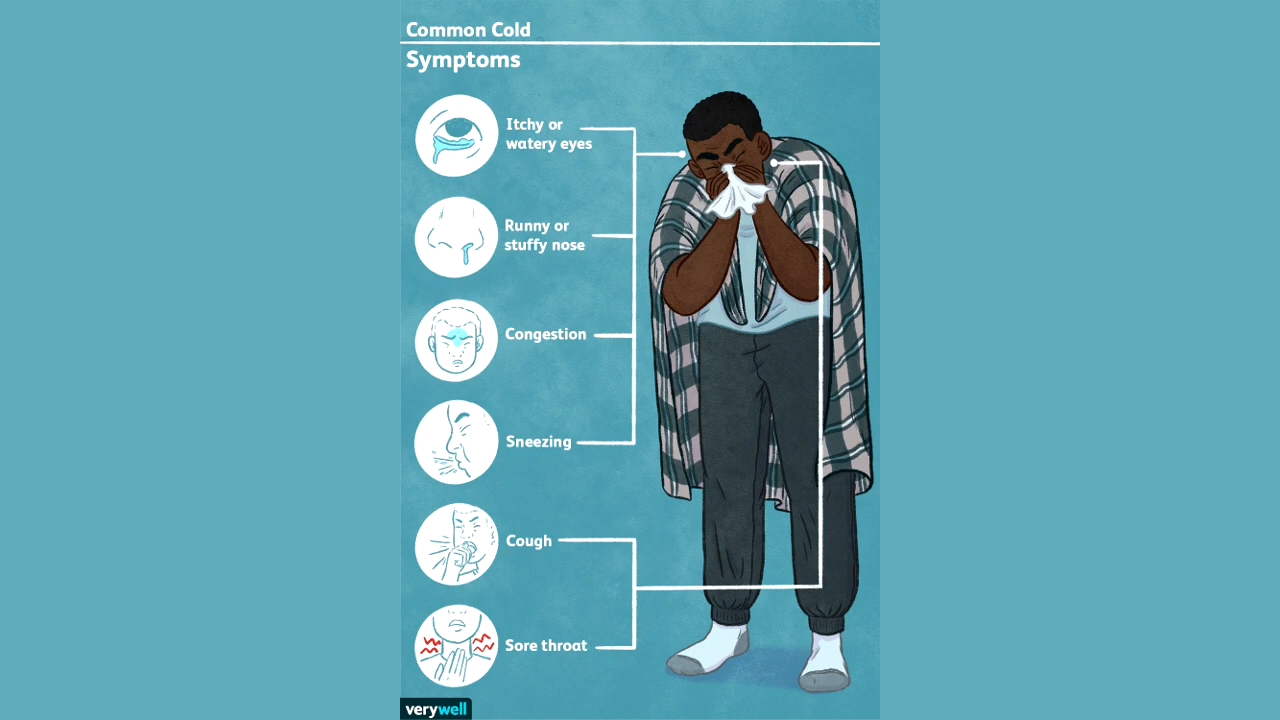 Common Cold
Symptoms
Itchy or
watery eyes
Runny or
stuffy nose
Congestion
Sneezing
Cough
Sore throat
verywell